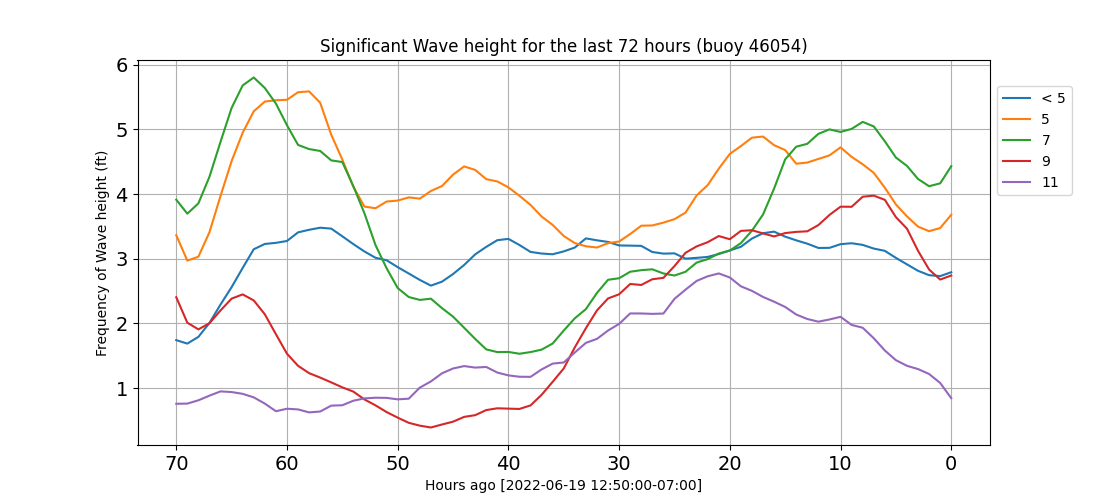 Significant Wave height for the last 72 hours (buoy 46054)
Frequency of Wave height (ft)
6
5
4
3
2
1
70 60 50 40 30 20 10 0
Hours ago [2022-06-19 12:50:00-07:00]
< 5
5
7
9
11